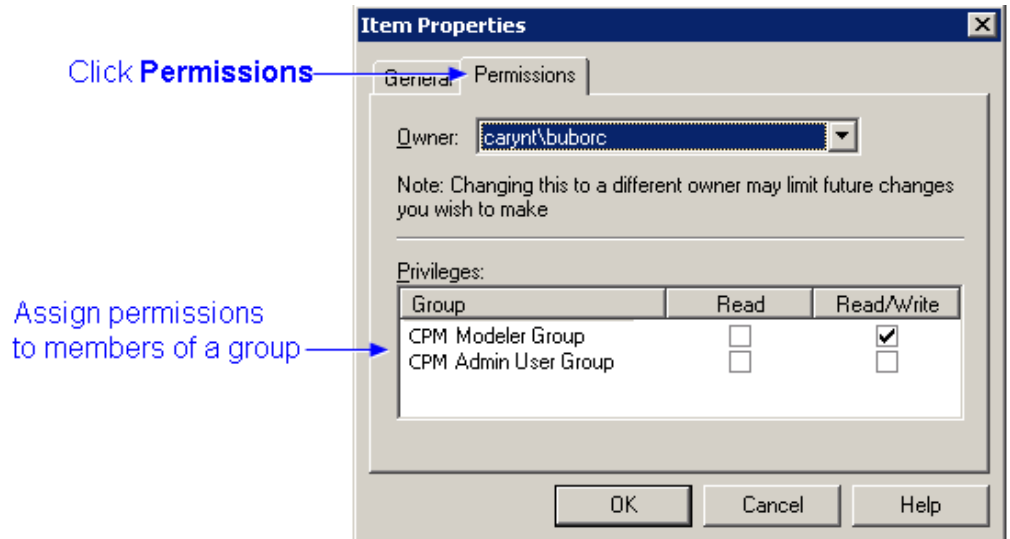 Item Properties
Click Permissions
General
Permissions
Owner:
carynt\buborc
Note: Changing this to a different owner may limit future changes
you wish to make
Privileges:
Group Read Read/Write
Assign permissions
to members of a group
CPM Modeler Group
CPM Admin User Group
OK Cancel Help